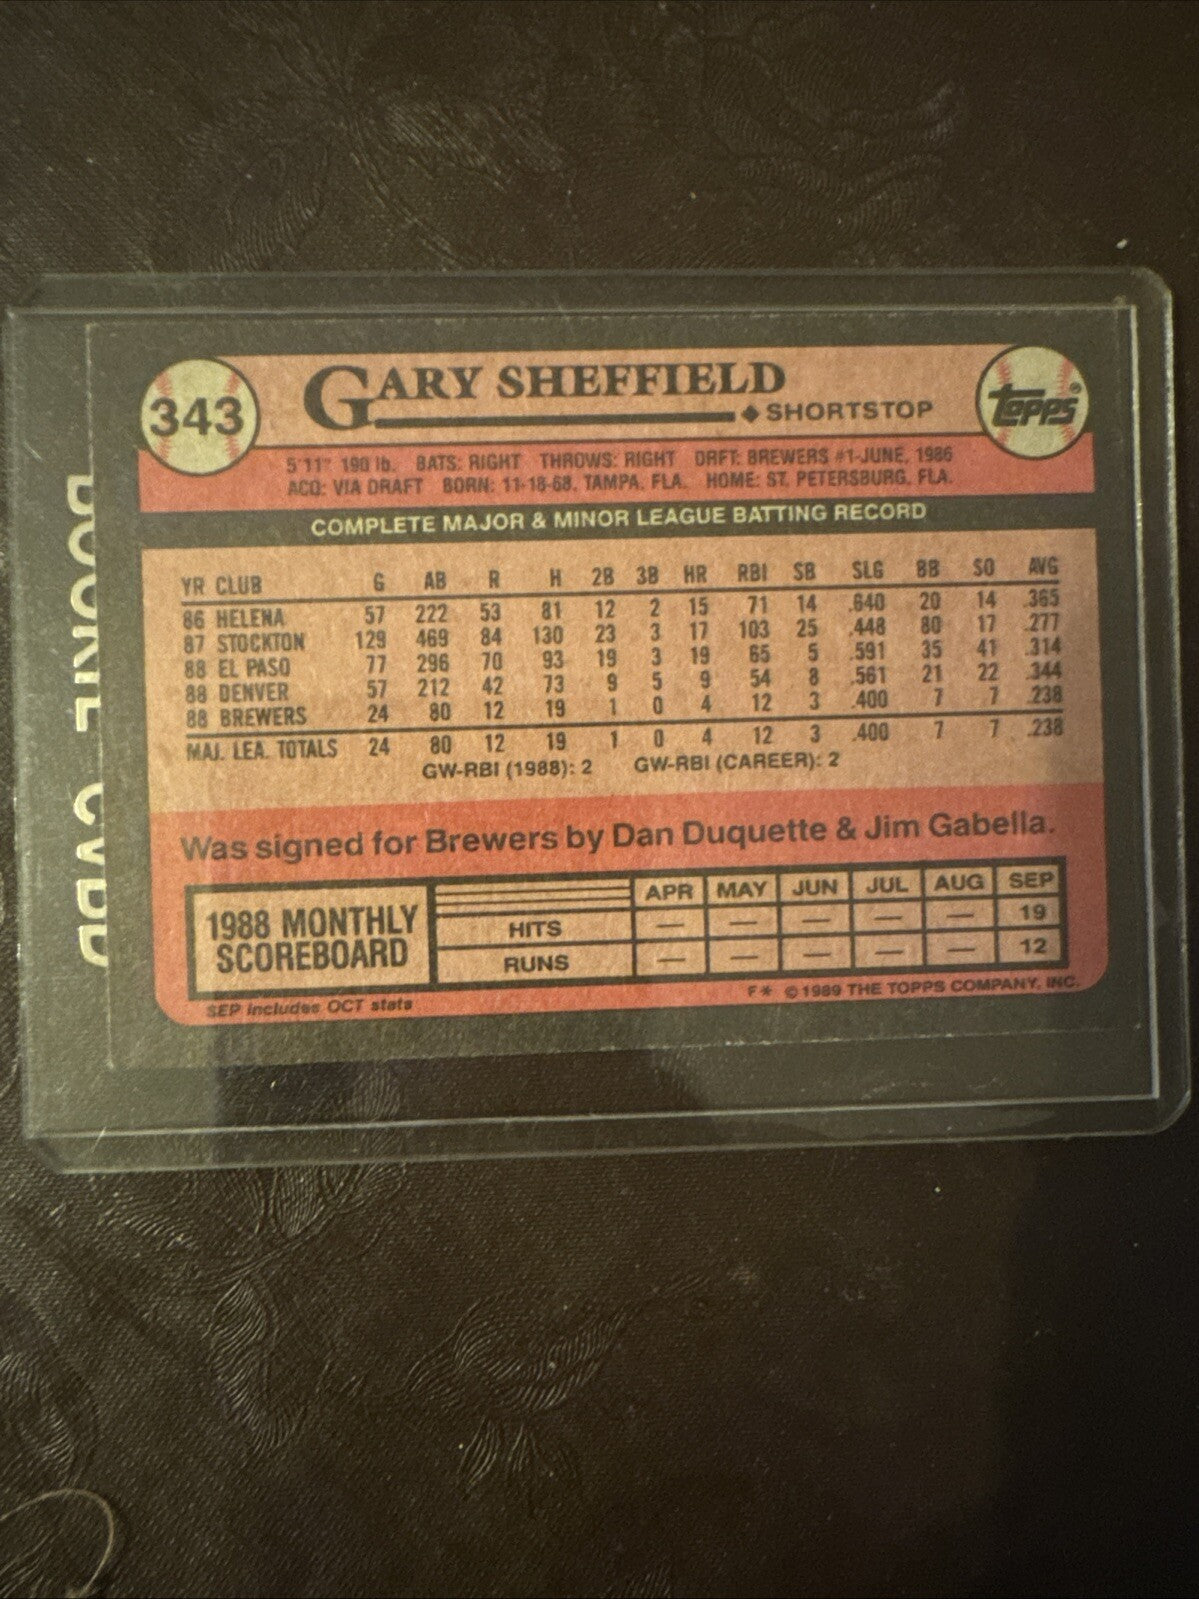 343
GARY SHEFFIELD
◆ SHORTSTOP
topps®
5'11" 190 lb. BATS: RIGHT THROWS: RIGHT DRFT: BREWERS #1-JUNE, 1986
ACQ: VIA DRAFT BORN: 11-18-68, TAMPA, FLA. HOME: ST. PETERSBURG, FLA.
COMPLETE MAJOR & MINOR LEAGUE BATTING RECORD
YR CLUB G AB R H 2B 3B HR RBI SB SLG BB SO AVG
86 HELENA 57 222 53 81 12 2 15 71 14 .640 20 14 .365
87 STOCKTON 129 469 84 130 23 3 17 103 25 .448 80 17 .277
88 EL PASO 77 296 70 93 19 3 19 65 5 .591 35 41 .314
88 DENVER 57 212 42 73 9 5 9 54 8 .561 21 22 .344
88 BREWERS 24 80 12 19 1 0 4 12 3 .400 7 7 .238
MAJ. LEA. TOTALS 24 80 12 19 1 0 4 12 3 .400 7 7 .238
GW-RBI (1988): 2 GW-RBI (CAREER): 2
Was signed for Brewers by Dan Duquette & Jim Gabella.
1988 MONTHLY
SCOREBOARD
APR MAY JUN JUL AUG SEP
HITS — — — — — 19
RUNS — — — — — 12
SEP includes OCT stats
F* © 1989 THE TOPPS COMPANY, INC.